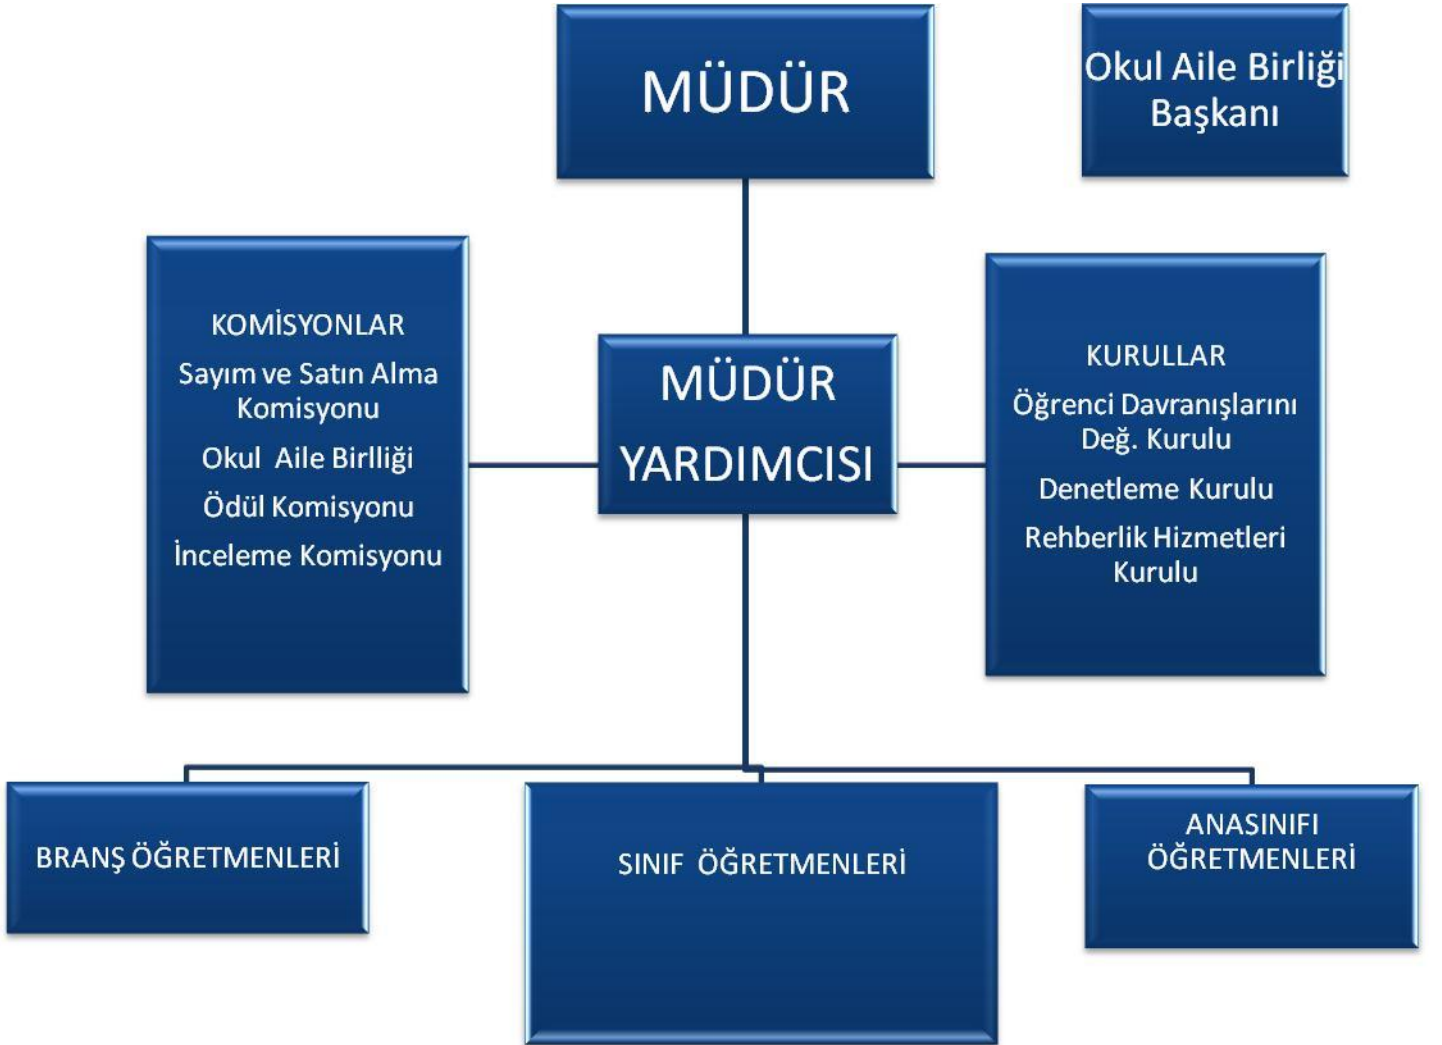 MÜDÜR
Okul Aile Birliği
Başkanı
KOMİSYONLAR
Sayım ve Satın Alma
Komisyonu
Okul Aile Birlliği
Ödül Komisyonu
İnceleme Komisyonu
MÜDÜR
YARDIMCISI
KURULLAR
Öğrenci Davranışlarını
Değ. Kurulu
Denetleme Kurulu
Rehberlik Hizmetleri
Kurulu
BRANŞ ÖĞRETMENLERİ
SINIF ÖĞRETMENLERİ
ANASINIFI
ÖĞRETMENLERİ